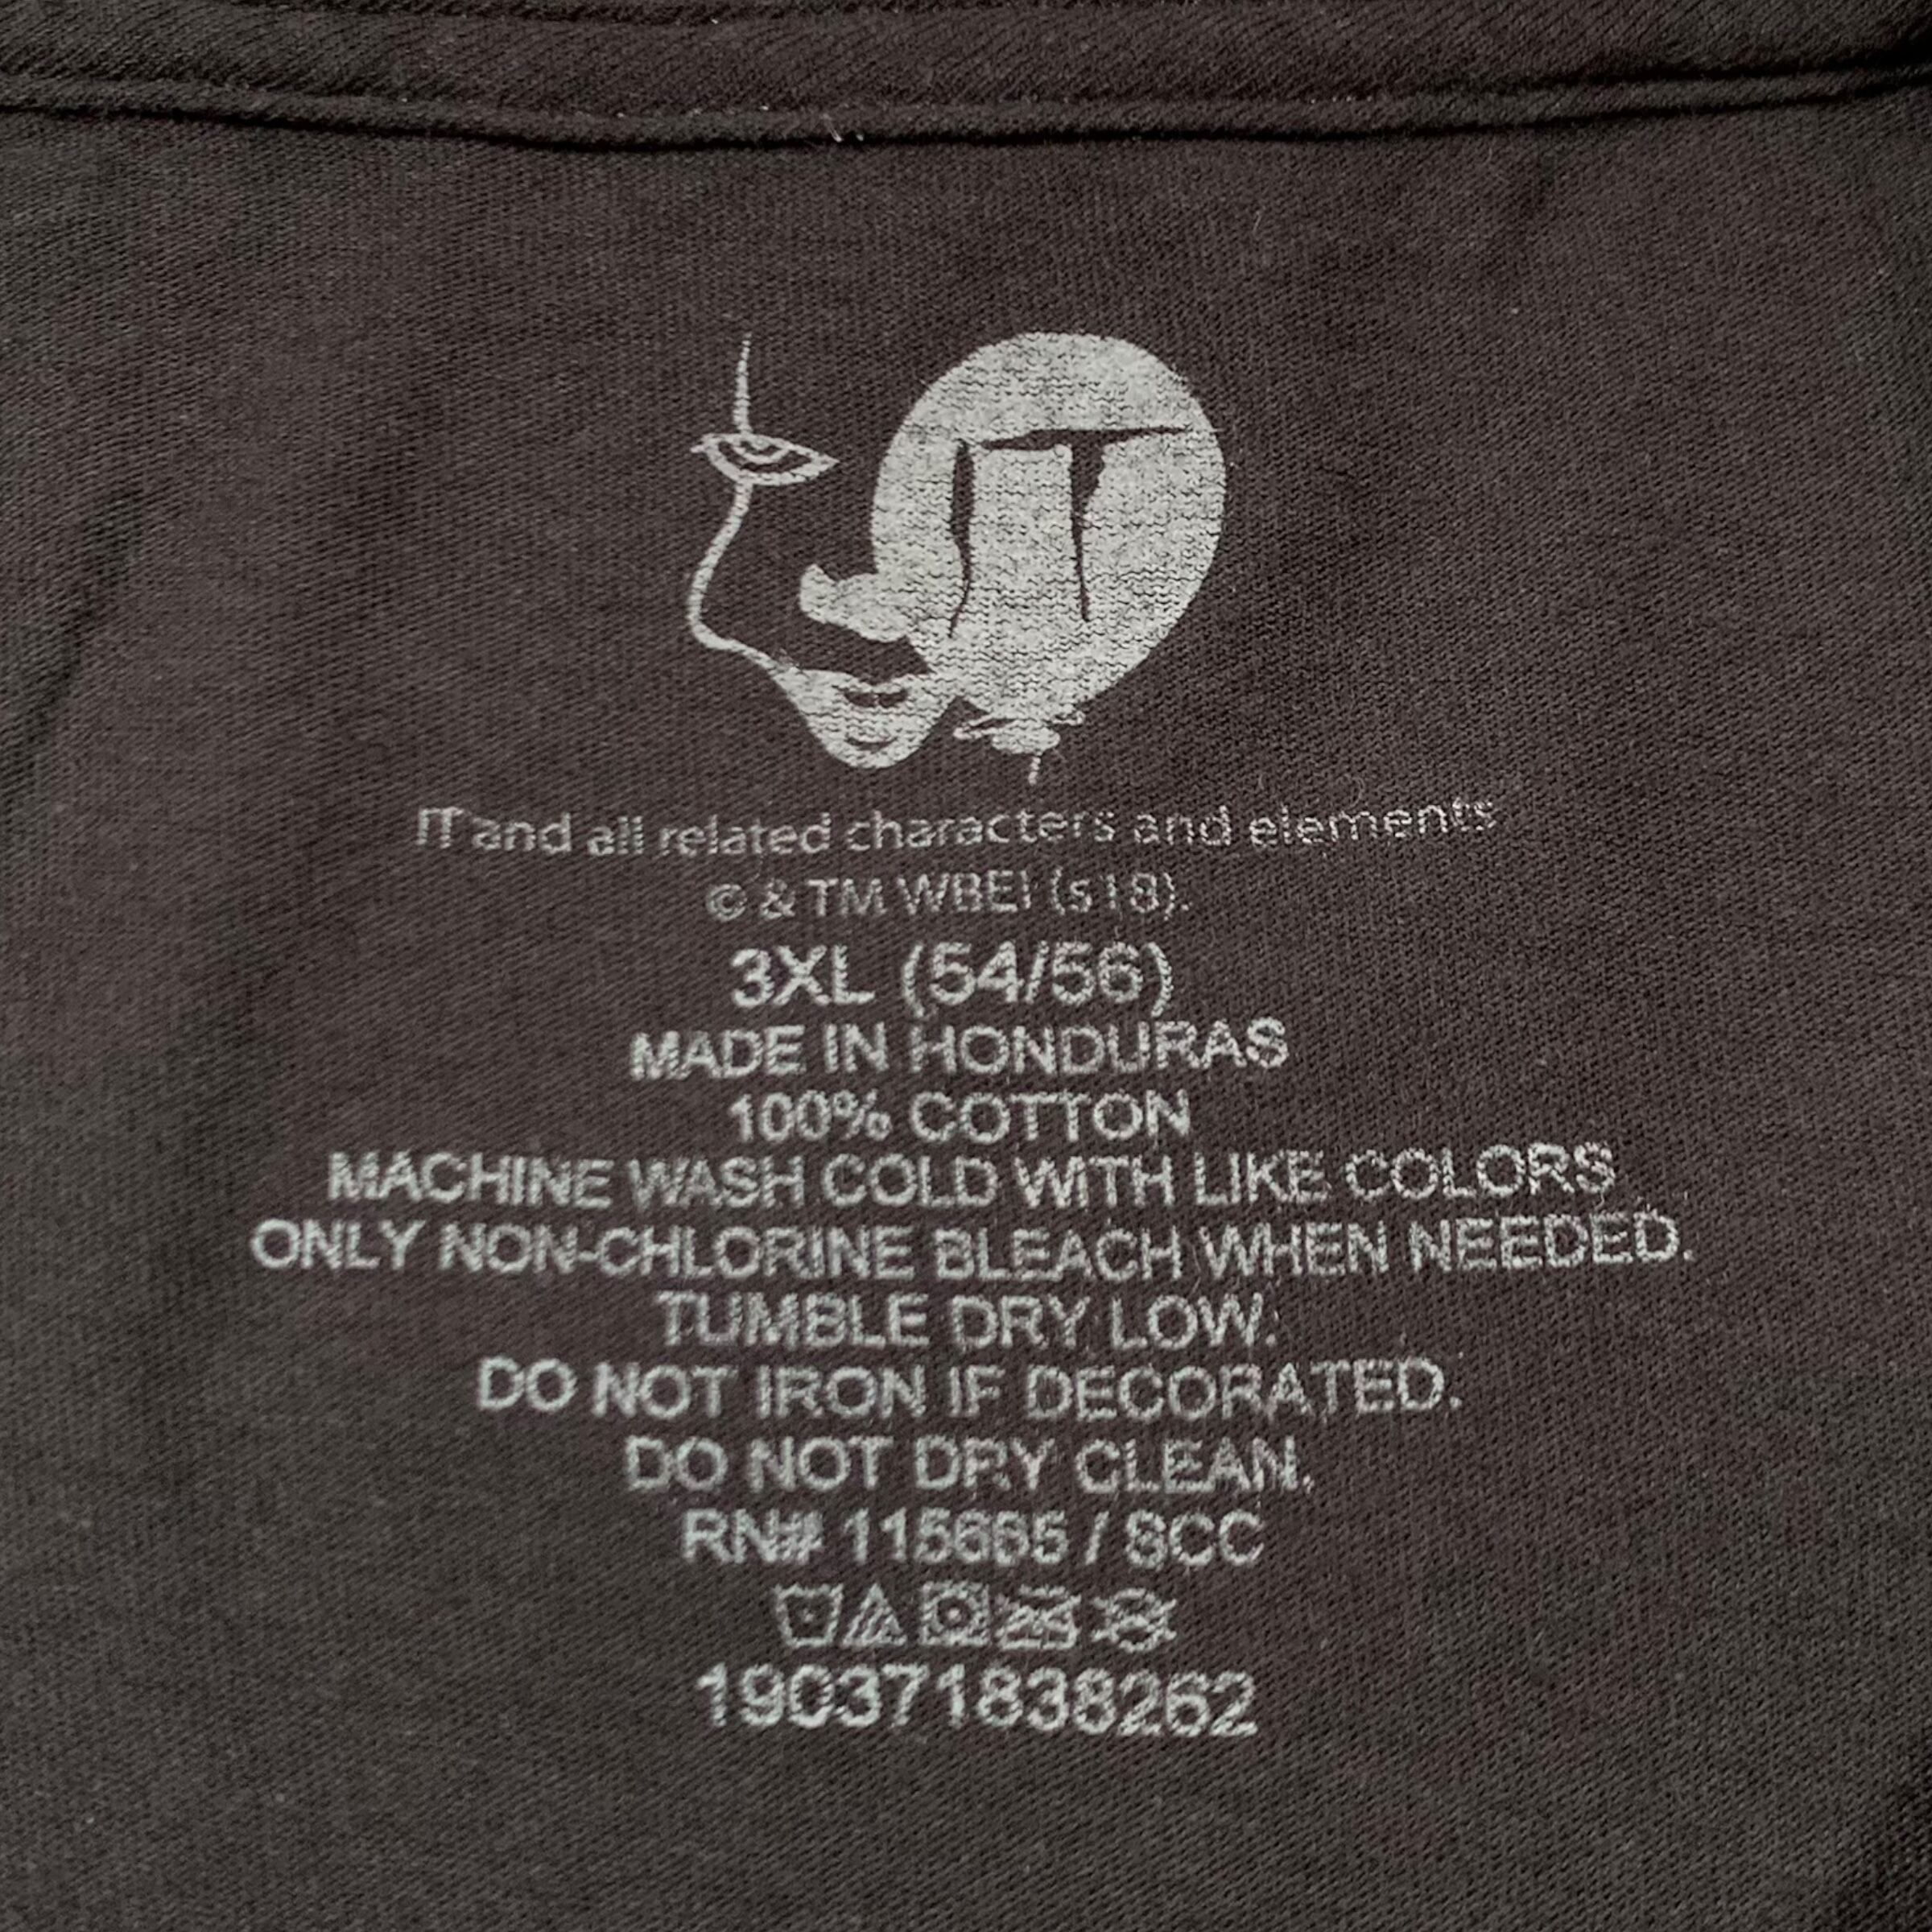 IT
IT and all related characters and elements
© & TM WBEI (s18).
3XL (54/56)
MADE IN HONDURAS
100% COTTON
MACHINE WASH COLD WITH LIKE COLORS
ONLY NON-CHLORINE BLEACH WHEN NEEDED.
TUMBLE DRY LOW.
DO NOT IRON IF DECORATED.
DO NOT DRY CLEAN.
RN# 115665 / SCC
190371838262